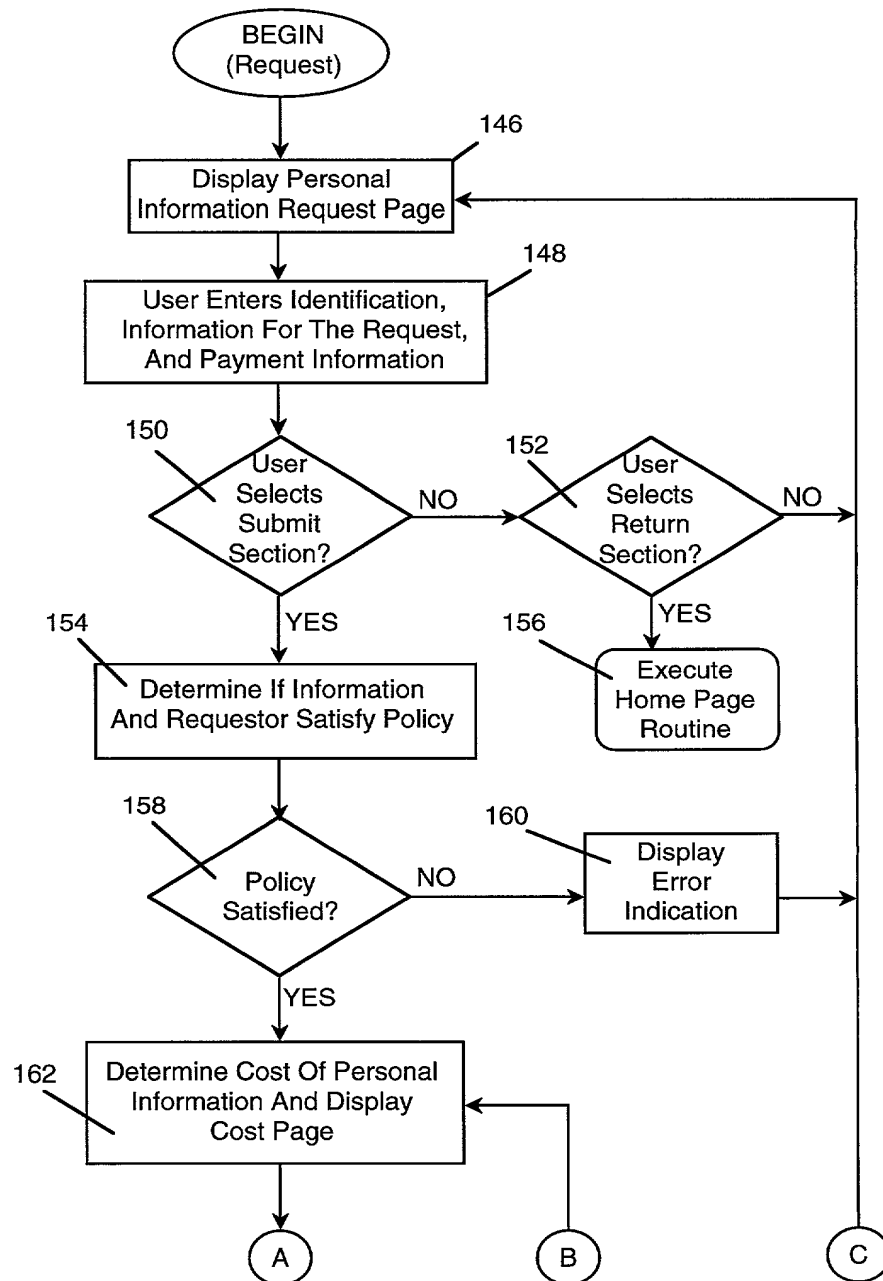 BEGIN
(Request)
146
Display Personal
Information Request Page
148
User Enters Identification,
Information For The Request,
And Payment Information
150
User
Selects
Submit
Section?
NO
152
User
Selects
Return
Section?
NO
YES
YES
154
Determine If Information
And Requestor Satisfy Policy
156
Execute
Home Page
Routine
158
Policy
Satisfied?
NO
160
Display
Error
Indication
YES
162
Determine Cost Of Personal
Information And Display
Cost Page
A
B
C